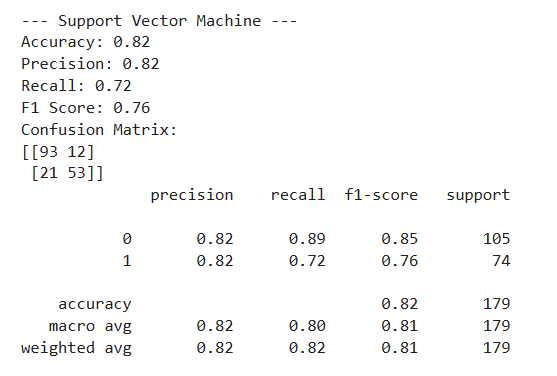 --- Support Vector Machine ---
Accuracy: 0.82
Precision: 0.82
Recall: 0.72
F1 Score: 0.76
Confusion Matrix:
[[93 12]
 [21 53]]
              precision    recall  f1-score   support

           0       0.82      0.89      0.85       105
           1       0.82      0.72      0.76        74

    accuracy                           0.82       179
   macro avg       0.82      0.80      0.81       179
weighted avg       0.82      0.82      0.81       179